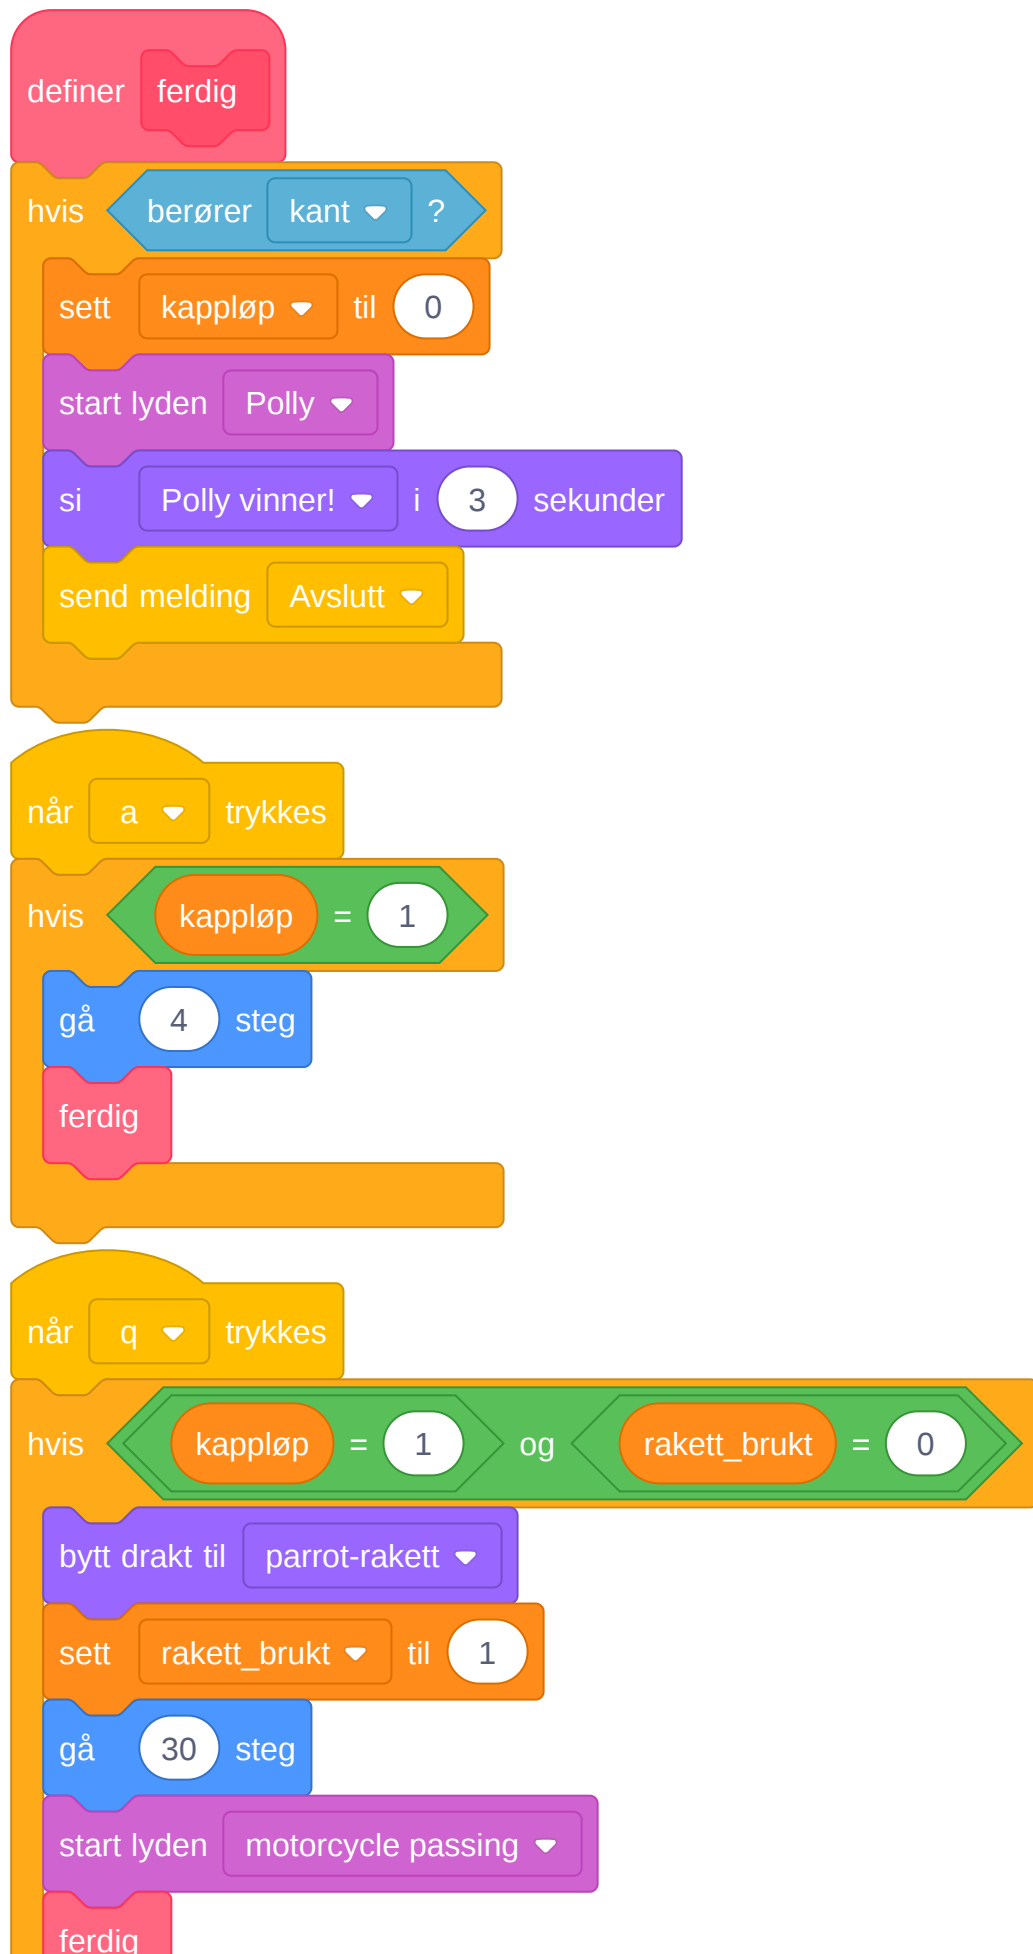 definer ferdig
hvis berører kant ?
sett kappløp til 0
start lyden Polly
si Polly vinner! i 3 sekunder
send melding Avslutt
når a trykkes
hvis kappløp = 1
gå 4 steg
ferdig
når q trykkes
hvis kappløp = 1 og rakett_brukt = 0
bytt drakt til parrot-rakett
sett rakett_brukt til 1
gå 30 steg
start lyden motorcycle passing
ferdig